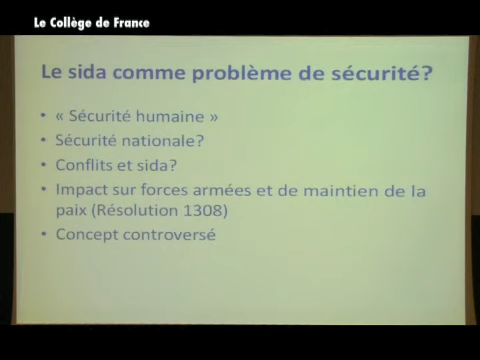 Le Collège de France
Le sida comme problème de sécurité?
• « Sécurité humaine »
• Sécurité nationale?
• Conflits et sida?
• Impact sur forces armées et de maintien de la
paix (Résolution 1308)
• Concept controversé